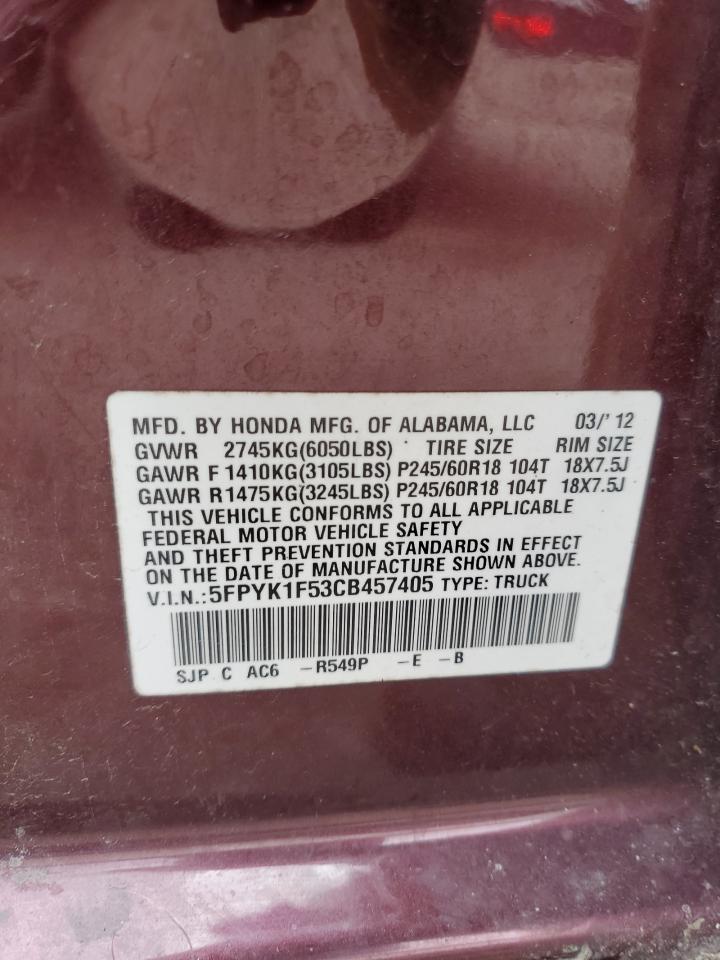 MFD. BY HONDA MFG. OF ALABAMA, LLC 03/'12
GVWR 2745KG(6050LBS) TIRE SIZE RIM SIZE
GAWR F 1410KG(3105LBS) P245/60R18 104T 18X7.5J
GAWR R 1475KG(3245LBS) P245/60R18 104T 18X7.5J
THIS VEHICLE CONFORMS TO ALL APPLICABLE
FEDERAL MOTOR VEHICLE SAFETY
AND THEFT PREVENTION STANDARDS IN EFFECT
ON THE DATE OF MANUFACTURE SHOWN ABOVE.
V.I.N.:5FPYK1F53CB457405 TYPE: TRUCK
SJP C AC6 -R549P -E -B